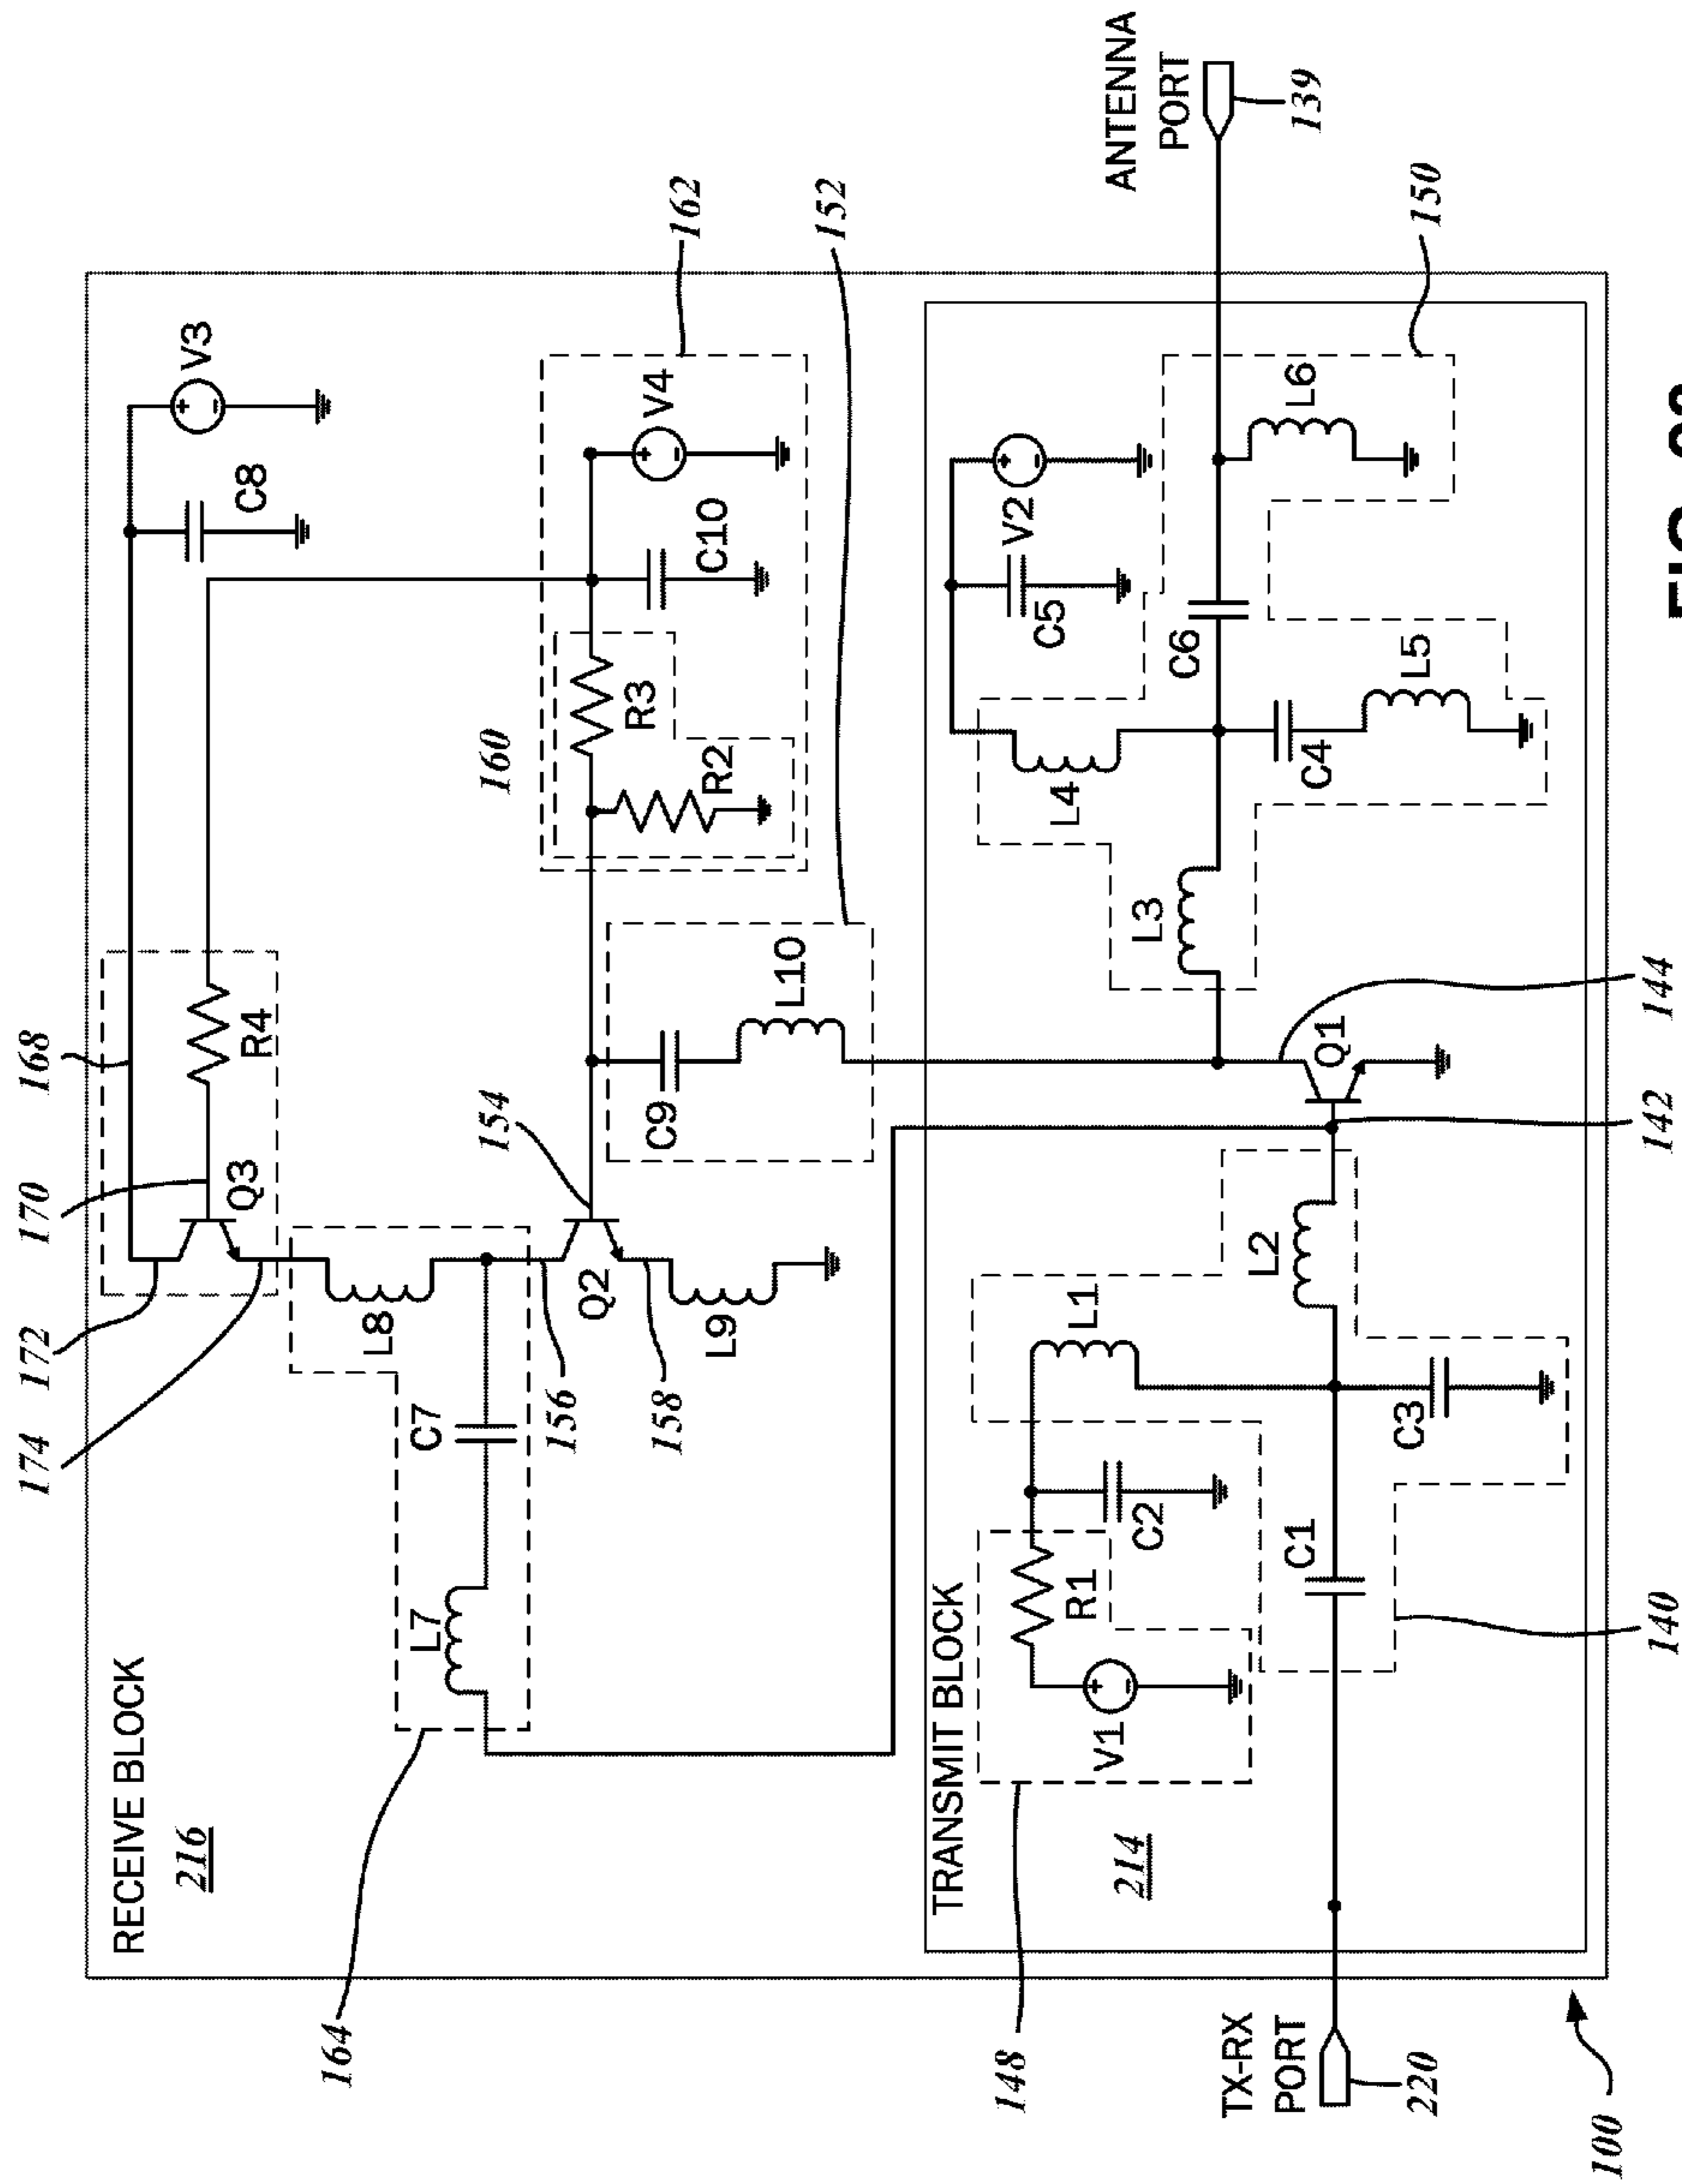 174
172
170
168
RECEIVE BLOCK
216
V3
Q3
R4
C8
164
L8
L7
C7
154
160
156
Q2
R3
V4
C9
158
162
C10
L9
R2
L10
152
TRANSMIT BLOCK
148
V2
C5
L4
R1
L1
V1
214
ANTENNA
PORT
C2
L3
C6
TX-RX
PORT
L2
C1
L6
139
C4
Q1
220
C3
L5
150
100
140
142
144